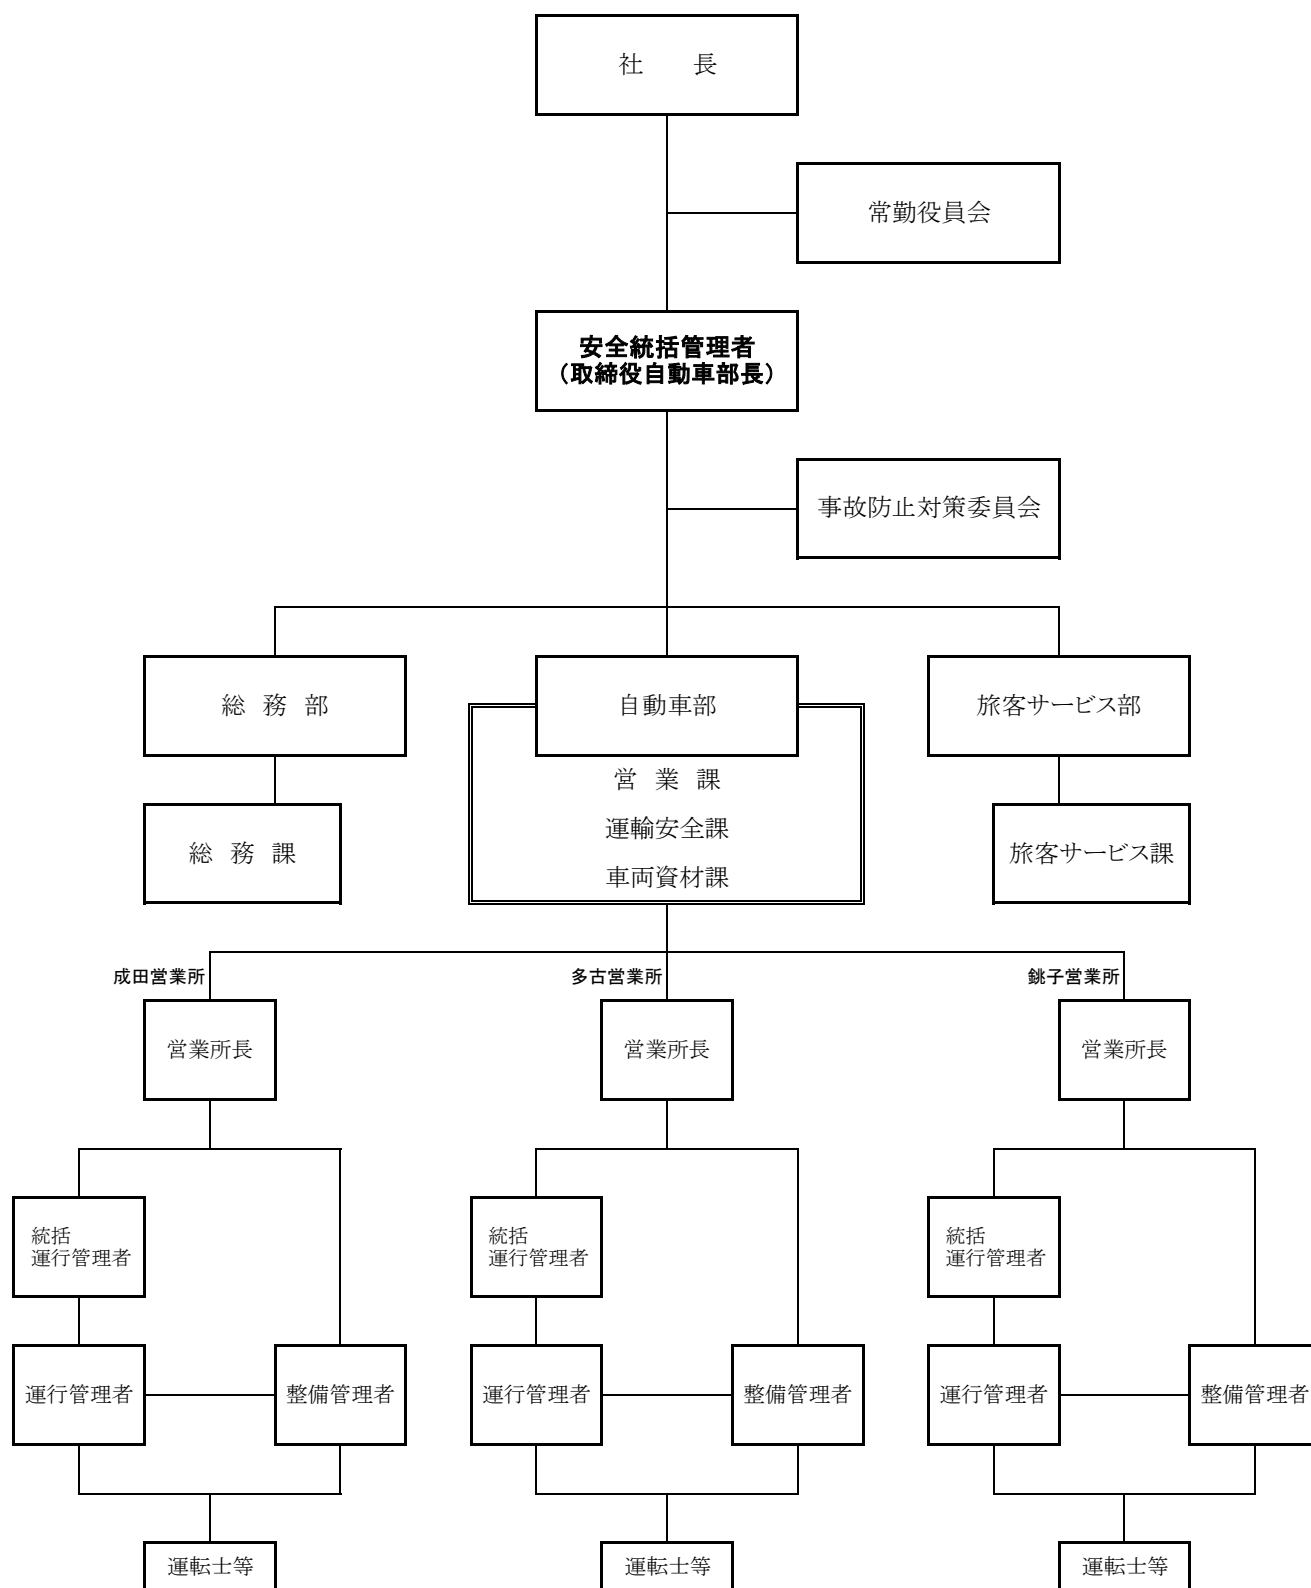 社　長
常勤役員会
安全統括管理者
（取締役自動車部長）
事故防止対策委員会
総 務 部
自動車部
旅客サービス部
営 業 課
運輸安全課
車両資材課
総 務 課
旅客サービス課
成田営業所
多古営業所
銚子営業所
営業所長
営業所長
営業所長
統括
運行管理者
統括
運行管理者
統括
運行管理者
運行管理者
整備管理者
運行管理者
整備管理者
運行管理者
整備管理者
運転士等
運転士等
運転士等